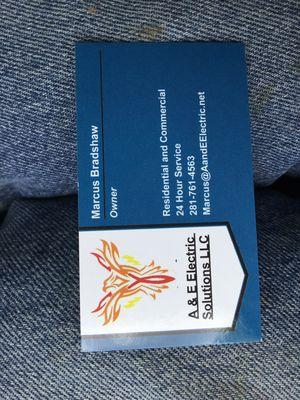 Marcus Bradshaw
Owner
Residential and Commercial
24 Hour Service
281-761-4563
Marcus@AandEElectric.net
A & E Electric
Solutions LLC